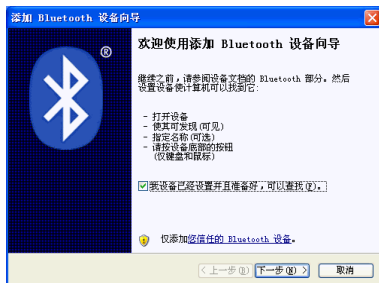 添加 Bluetooth 设备向导
欢迎使用添加 Bluetooth 设备向导
继续之前，请参阅设备文档的 Bluetooth 部分。然后
设置设备使计算机可以找到它:
- 打开设备
- 使其可发现(可见)
- 指定名称(可选)
- 请按设备底部的按钮
(仅键盘和鼠标)
我设备已经设置并且准备好，可以查找(P)。
仅添加您信任的 Bluetooth 设备。
< 上一步(B)
下一步(N) >
取消